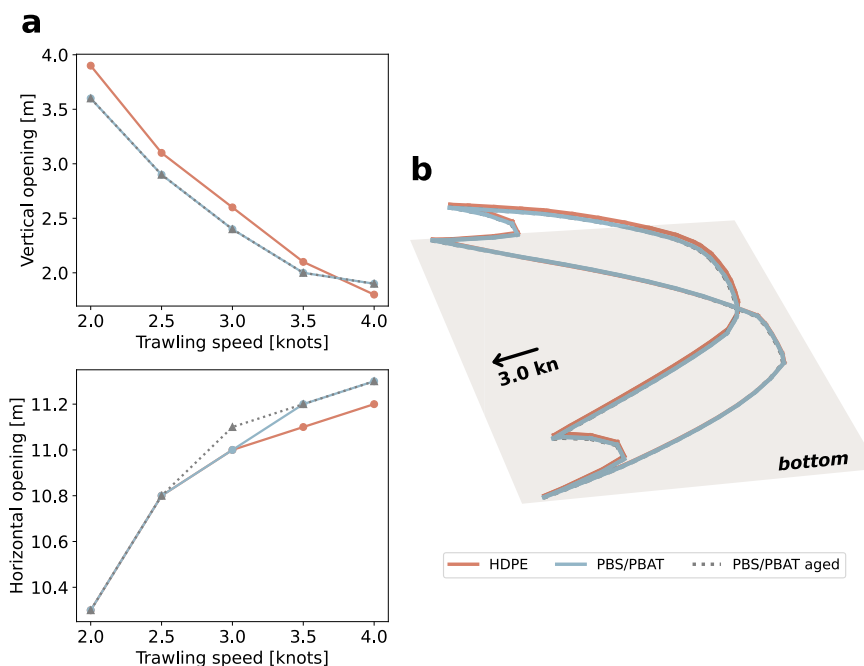 a
4.0
3.5
3.0
2.5
2.0
Vertical opening [m]
2.0 2.5 3.0 3.5 4.0
Trawling speed [knots]
11.2
11.0
10.8
10.6
10.4
Horizontal opening [m]
2.0 2.5 3.0 3.5 4.0
Trawling speed [knots]
b
3.0 kn
bottom
HDPE PBS/PBAT PBS/PBAT aged